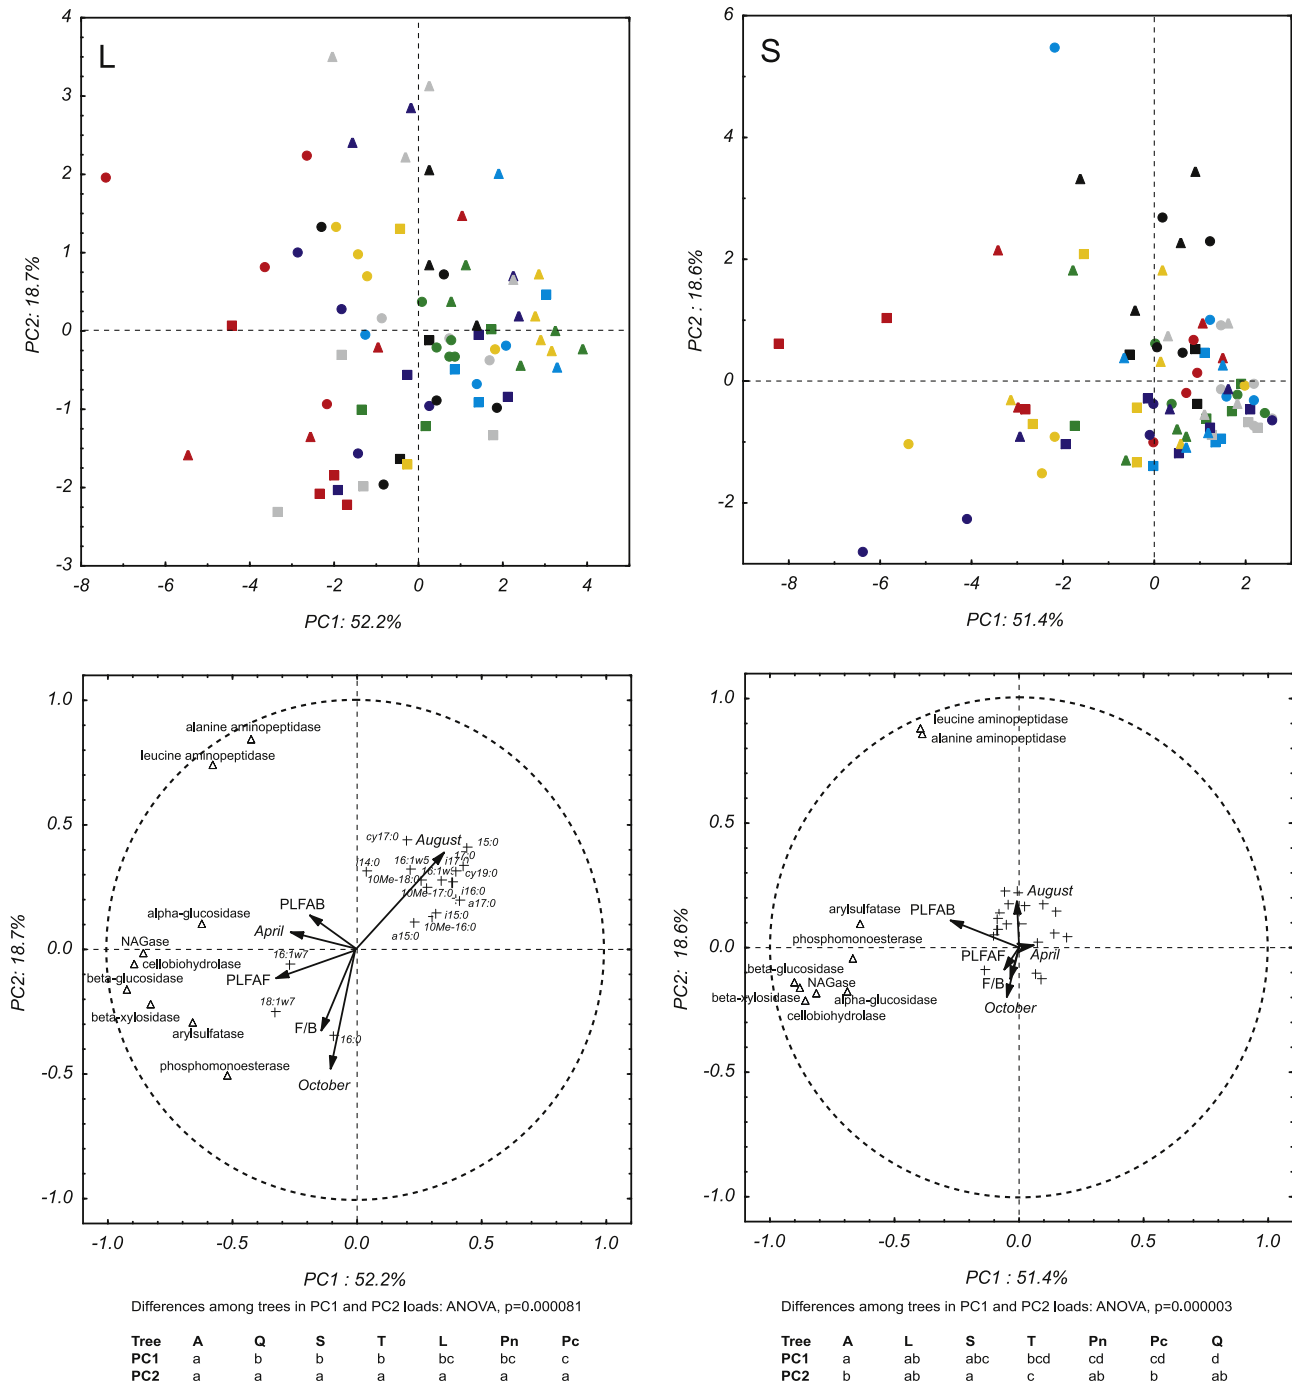 L
4
3
2
1
0
-1
-2
-3
PC2: 18.7%
-8
-6
-4
-2
0
2
4
PC1: 52.2%
S
6
4
2
0
-2
PC2 : 18.6%
-8
-6
-4
-2
0
2
PC1: 51.4%
1.0
0.5
0.0
-0.5
-1.0
PC2: 18.7%
alanine aminopeptidase
leucine aminopeptidase
cy17:0
August
15:0
17:0
i14:0
16:1w5
i17:0
cy19:0
10Me-18:0
10Me-17:0
i16:0
a17:0
i15:0
a15:0
10Me-16:0
PLFAB
alpha-glucosidase
April
NAGase
16:1w7
cellobiohydrolase
beta-glucosidase
PLFAF
18:1w7
beta-xylosidase
arylsulfatase
F/B
16:0
phosphomonoesterase
October
-1.0
-0.5
0.0
0.5
1.0
PC1 : 52.2%
1.0
0.5
0.0
-0.5
-1.0
PC2: 18.6%
leucine aminopeptidase
alanine aminopeptidase
August
PLFAB
arylsulfatase
phosphomonoesterase
April
PLFAF
beta-glucosidase
NAGase
F/B
beta-xylosidase
alpha-glucosidase
October
cellobiohydrolase
-1.0
-0.5
0.0
0.5
1.0
PC1 : 51.4%
Differences among trees in PC1 and PC2 loads: ANOVA, p=0.000081
Tree A Q S T L Pn Pc
PC1 a b b b bc bc c
PC2 a a a a a a a
Differences among trees in PC1 and PC2 loads: ANOVA, p=0.000003
Tree A L S T Pn Pc Q
PC1 a ab abc bcd cd cd d
PC2 b ab a c ab b ab